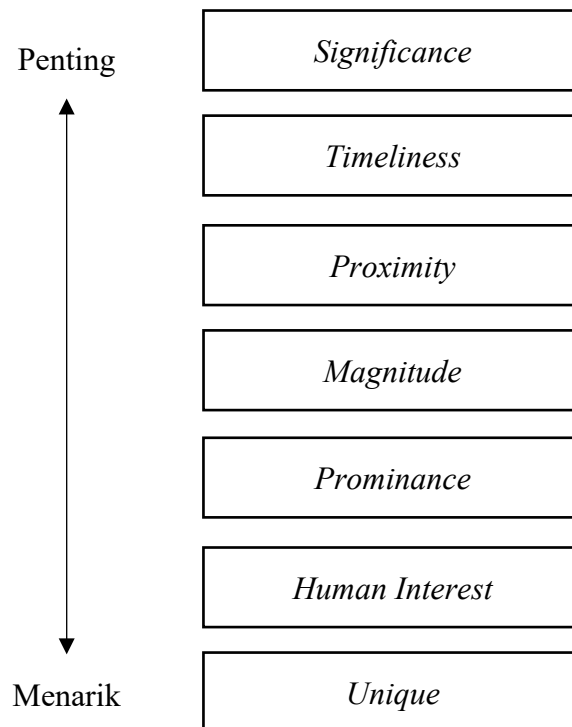 Penting
Significance
Timeliness
Proximity
Magnitude
Prominance
Human Interest
Menarik
Unique